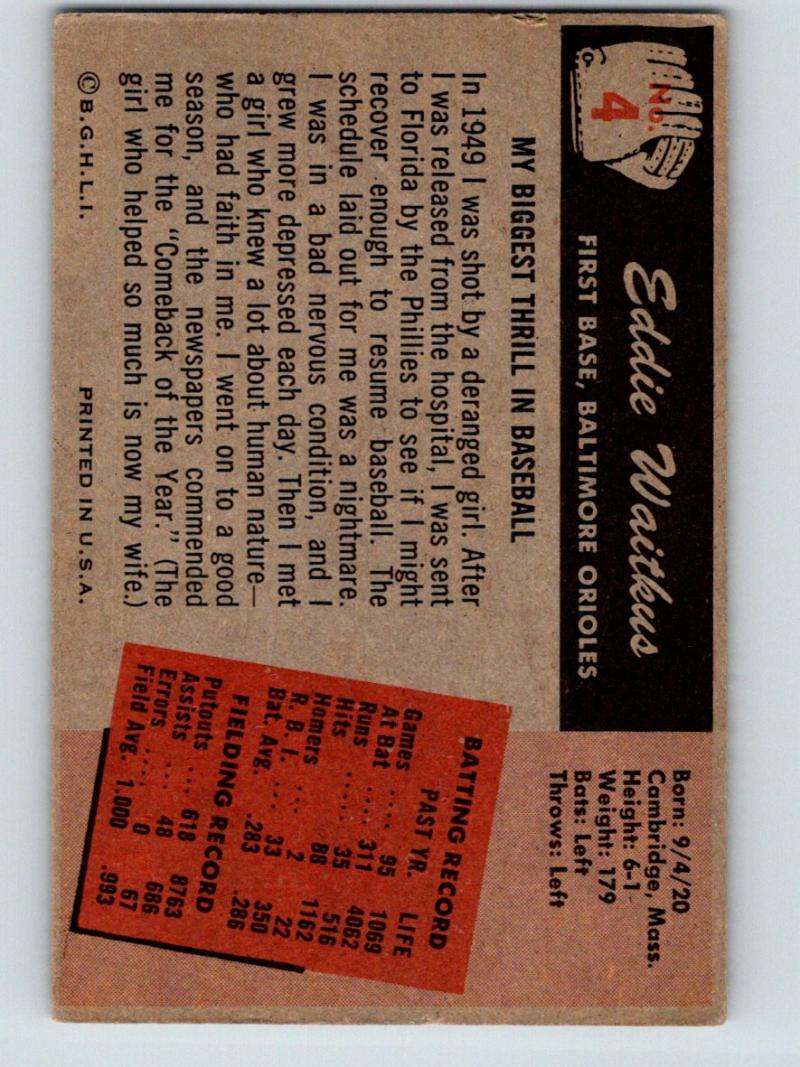 No.
4
Eddie Waitkus
FIRST BASE, BALTIMORE ORIOLES
Born: 9/4/20
Cambridge, Mass.
Height: 6-1
Weight: 179
Bats: Left
Throws: Left
MY BIGGEST THRILL IN BASEBALL
In 1949 I was shot by a deranged girl. After
I was released from the hospital, I was sent
to Florida by the Phillies to see if I might
recover enough to resume baseball. The
schedule laid out for me was a nightmare.
I was in a bad nervous condition, and I
grew more depressed each day. Then I met
a girl who knew a lot about human nature—
who had faith in me. I went on to a good
season, and the newspapers commended
me for the "Comeback of the Year." (The
girl who helped so much is now my wife.)
©B.G.H.L.I. PRINTED IN U.S.A.
BATTING RECORD
PAST YR. LIFE
Games .... 95 1069
At Bat .... 311 4062
Runs .... 35 516
Hits .... 88 1162
Homers ... 2 22
R. B. I. ... 33 350
Bat. Avg. ... .283 .286
FIELDING RECORD
Putouts .... 618 8763
Assists .... 48 686
Errors .... 0 67
Field Avg. 1.000 .993